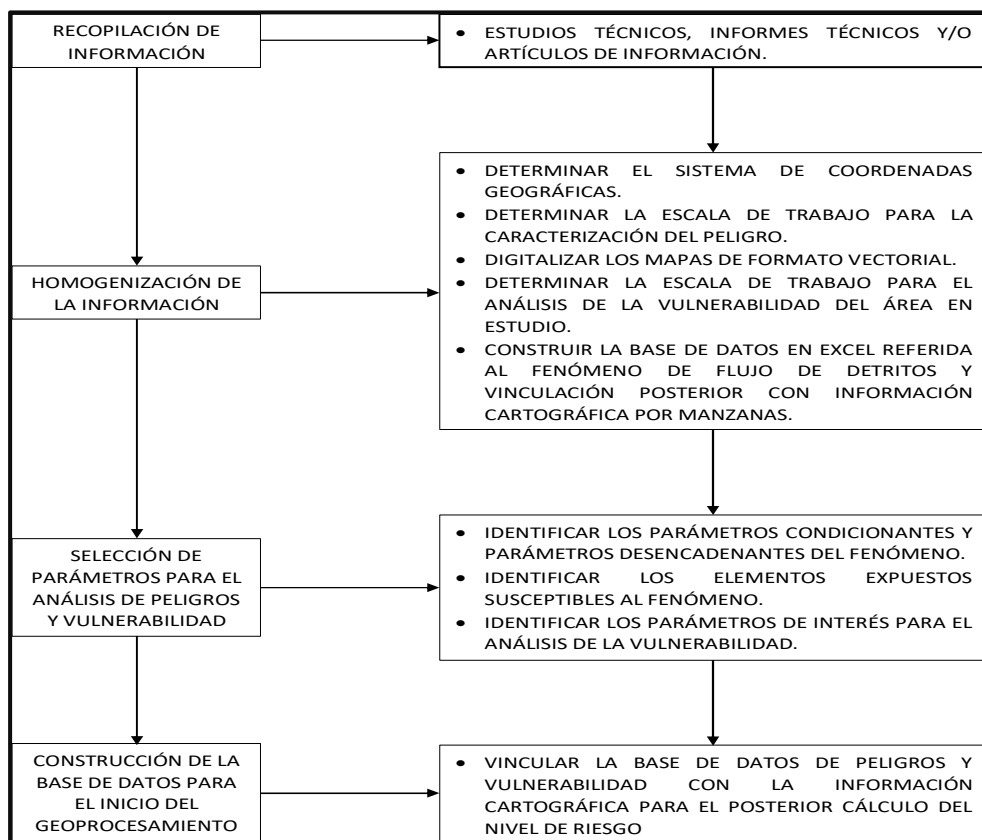 RECOPILACIÓN DE
INFORMACIÓN
• ESTUDIOS TÉCNICOS, INFORMES TÉCNICOS Y/O
ARTÍCULOS DE INFORMACIÓN.
HOMOGENIZACIÓN DE
LA INFORMACIÓN
• DETERMINAR EL SISTEMA DE COORDENADAS
GEOGRÁFICAS.
• DETERMINAR LA ESCALA DE TRABAJO PARA LA
CARACTERIZACIÓN DEL PELIGRO.
• DIGITALIZAR LOS MAPAS DE FORMATO VECTORIAL.
• DETERMINAR LA ESCALA DE TRABAJO PARA EL
ANÁLISIS DE LA VULNERABILIDAD DEL ÁREA EN
ESTUDIO.
• CONSTRUIR LA BASE DE DATOS EN EXCEL REFERIDA
AL FENÓMENO DE FLUJO DE DETRITOS Y
VINCULACIÓN POSTERIOR CON INFORMACIÓN
CARTOGRÁFICA POR MANZANAS.
SELECCIÓN DE
PARÁMETROS PARA EL
ANÁLISIS DE PELIGROS
Y VULNERABILIDAD
• IDENTIFICAR LOS PARÁMETROS CONDICIONANTES Y
PARÁMETROS DESENCADENANTES DEL FENÓMENO.
• IDENTIFICAR LOS ELEMENTOS EXPUESTOS
SUSCEPTIBLES AL FENÓMENO.
• IDENTIFICAR LOS PARÁMETROS DE INTERÉS PARA EL
ANÁLISIS DE LA VULNERABILIDAD.
CONSTRUCCIÓN DE LA
BASE DE DATOS PARA
EL INICIO DEL
GEOPROCESAMIENTO
• VINCULAR LA BASE DE DATOS DE PELIGROS Y
VULNERABILIDAD CON LA INFORMACIÓN
CARTOGRÁFICA PARA EL POSTERIOR CÁLCULO DEL
NIVEL DE RIESGO